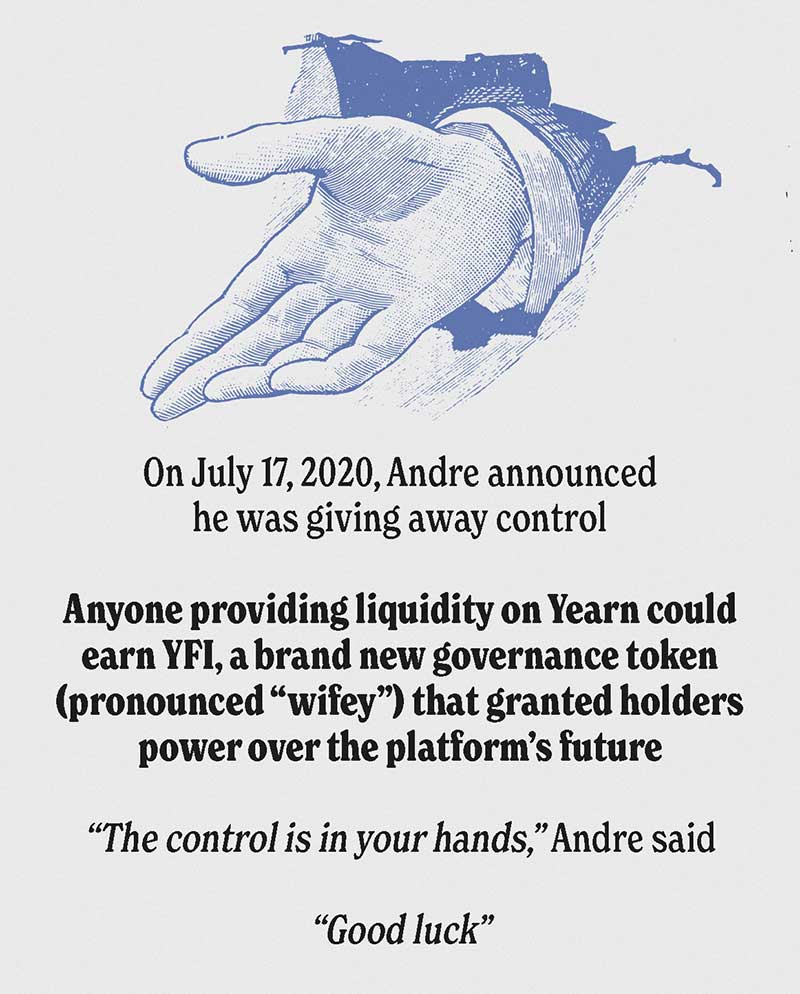 On July 17, 2020, Andre announced
he was giving away control
Anyone providing liquidity on Yearn could
earn YFI, a brand new governance token
(pronounced “wifey”) that granted holders
power over the platform’s future
“The control is in your hands,” Andre said
“Good luck”